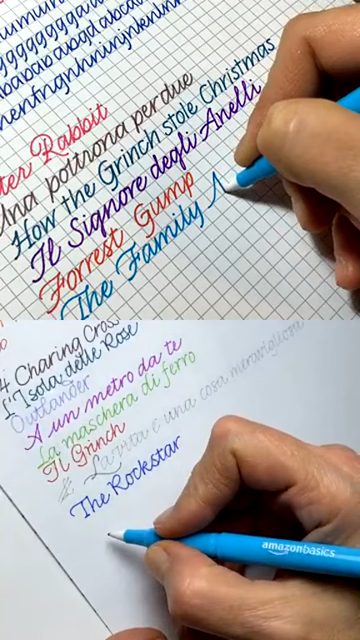 ter Rabbit
Una poltrona per due
How the Grinch stole Christmas
Il Signore degli Anelli
Forrest Gump
The Family
4 Charing Cross
L'Isola delle Rose
Outlander
A un metro da te
La maschera di ferro
Il Grinch
La vita è una cosa meravigliosa
The Rockstar
amazonbasics